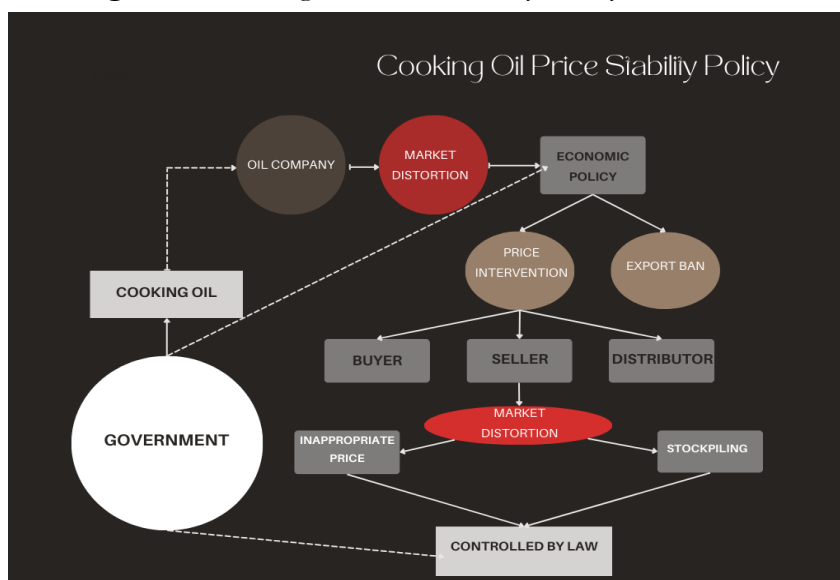 Cooking Oil Price Stability Policy
OIL COMPANY
MARKET
DISTORTION
ECONOMIC
POLICY
PRICE
INTERVENTION
EXPORT BAN
COOKING OIL
BUYER
SELLER
DISTRIBUTOR
GOVERNMENT
MARKET
DISTORTION
INAPPROPRIATE
PRICE
STOCKPILING
CONTROLLED BY LAW